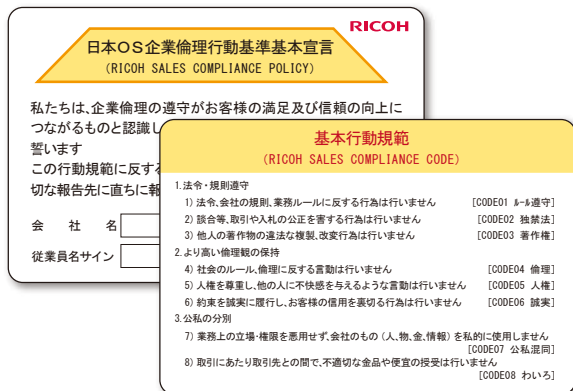 RICOH
日本OS企業倫理行動基準基本宣言
(RICOH SALES COMPLIANCE POLICY)
私たちは、企業倫理の遵守がお客様の満足及び信頼の向上に
つながるものと認識し
誓います
この行動規範に反する
切な報告先に直ちに報
会 社 名
従業員名サイン
基本行動規範
(RICOH SALES COMPLIANCE CODE)
1.法令・規則遵守
1) 法令、会社の規則、業務ルールに反する行為は行いません [CODE01 ルール遵守]
2) 談合等、取引や入札の公正を害する行為は行いません [CODE02 独禁法]
3) 他人の著作物の違法な複製、改変行為は行いません [CODE03 著作権]
2.より高い倫理観の保持
4) 社会のルール、倫理に反する言動は行いません [CODE04 倫理]
5) 人権を尊重し、他の人に不快感を与えるような言動は行いません [CODE05 人権]
6) 約束を誠実に履行し、お客様の信用を裏切る行為は行いません [CODE06 誠実]
3.公私の分別
7) 業務上の立場・権限を悪用せず、会社のもの (人、物、金、情報) を私的に使用しません
[CODE07 公私混同]
8) 取引にあたり取引先との間で、不適切な金品や便宜の授受は行いません
[CODE08 わいろ]